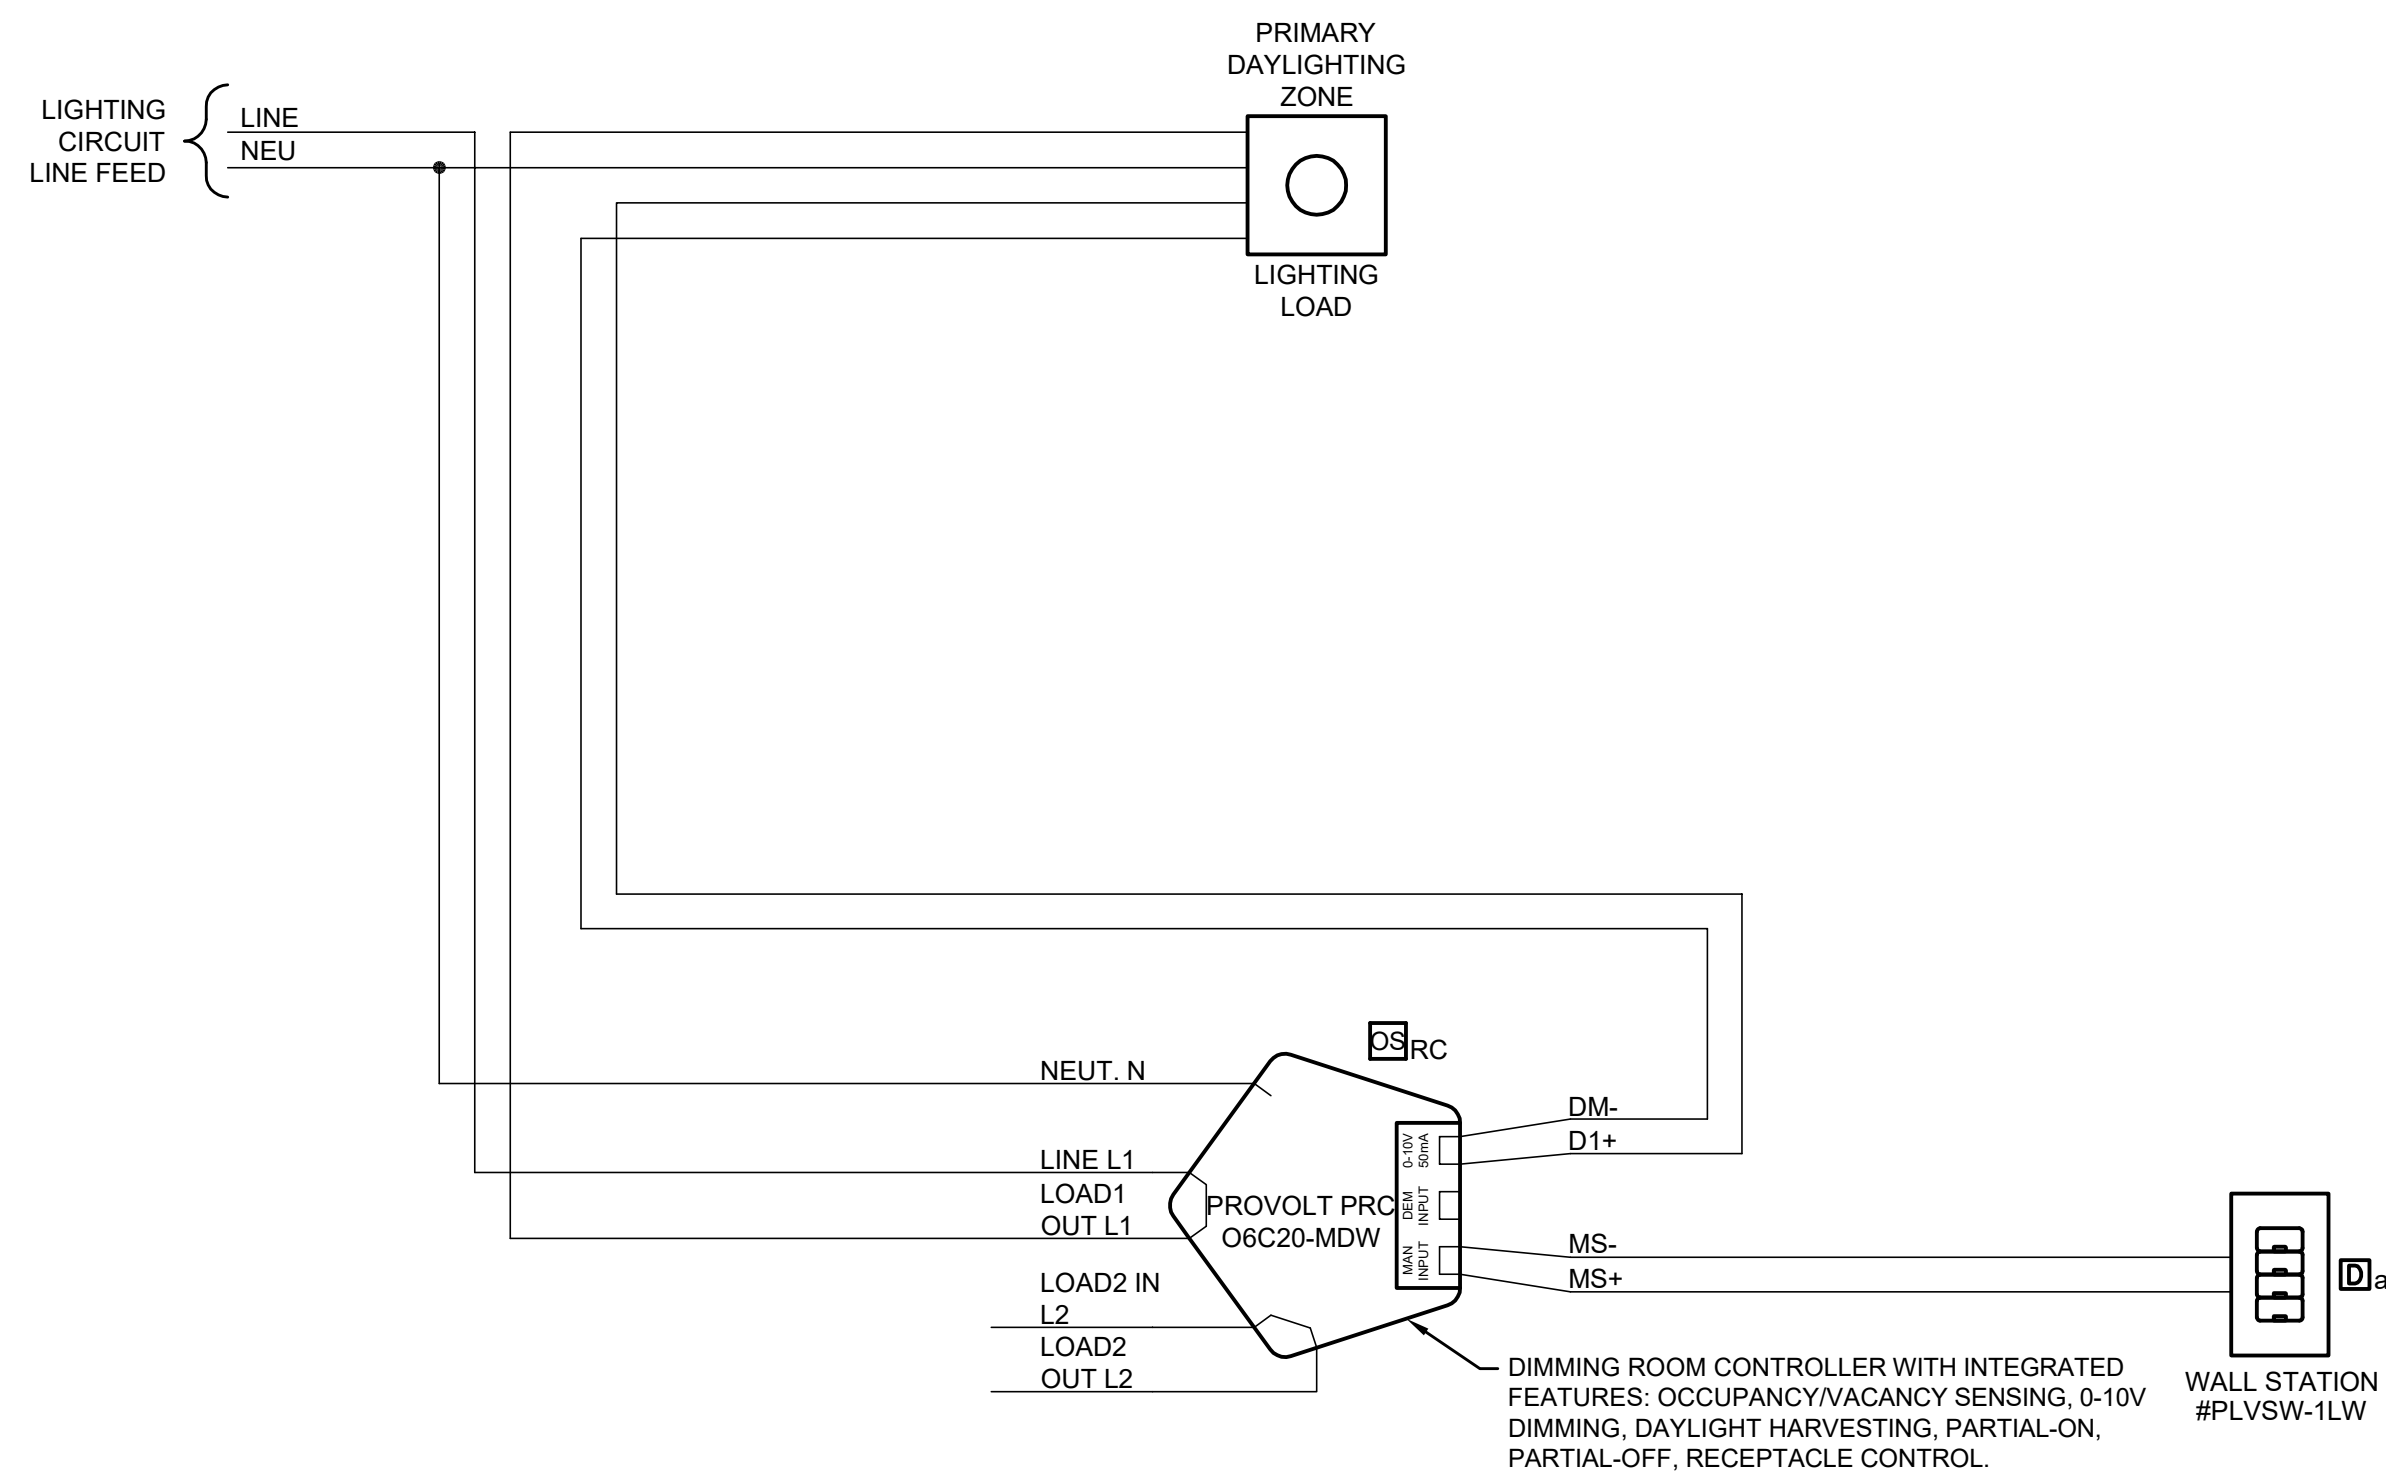 PRIMARY
DAYLIGHTING
ZONE
LIGHTING
CIRCUIT
LINE FEED
LINE
NEU
LIGHTING
LOAD
OS RC
NEUT. N
LINE L1
LOAD1
OUT L1
LOAD2 IN
L2
LOAD2
OUT L2
PROVOLT PRC
O6C20-MDW
0-10V
50mA
DEM
INPUT
MAN
INPUT
DM-
D1+
MS-
MS+
D a
WALL STATION
#PLVSW-1LW
DIMMING ROOM CONTROLLER WITH INTEGRATED
FEATURES: OCCUPANCY/VACANCY SENSING, 0-10V
DIMMING, DAYLIGHT HARVESTING, PARTIAL-ON,
PARTIAL-OFF, RECEPTACLE CONTROL.